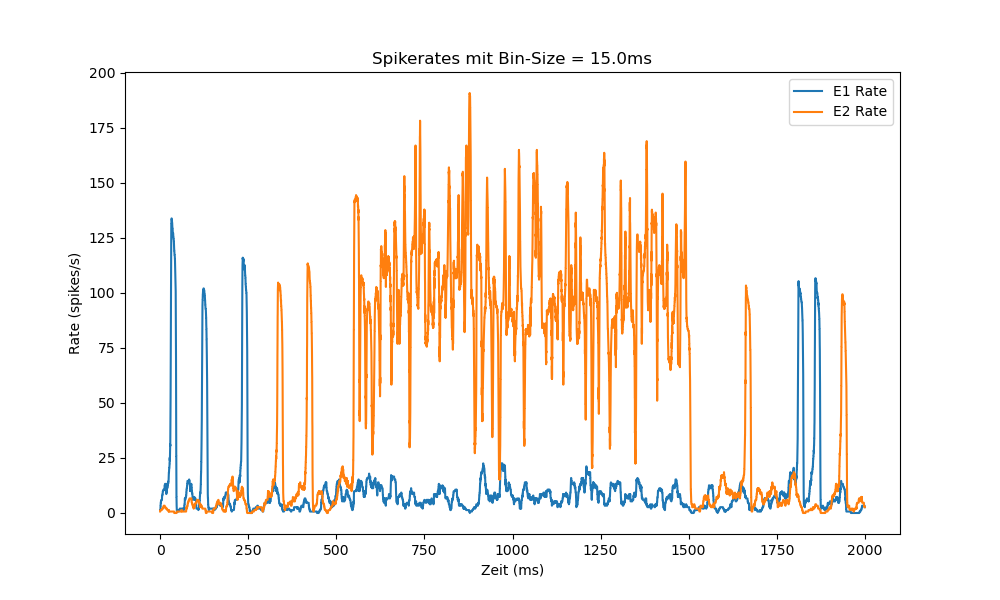 Spikerates mit Bin-Size = 15.0ms
E1 Rate
E2 Rate
200
175
150
125
100
75
50
25
0
Rate (spikes/s)
0 250 500 750 1000 1250 1500 1750 2000
Zeit (ms)